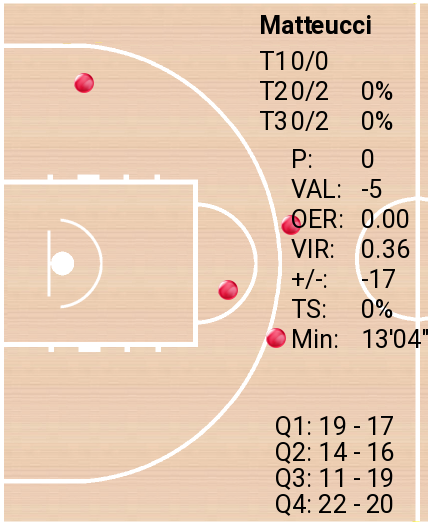 Matteucci
T1 0/0
T2 0/2 0%
T3 0/2 0%
P: 0
VAL: -5
OER: 0.00
VIR: 0.36
+/-: -17
TS: 0%
Min: 13'04"
Q1: 19 - 17
Q2: 14 - 16
Q3: 11 - 19
Q4: 22 - 20